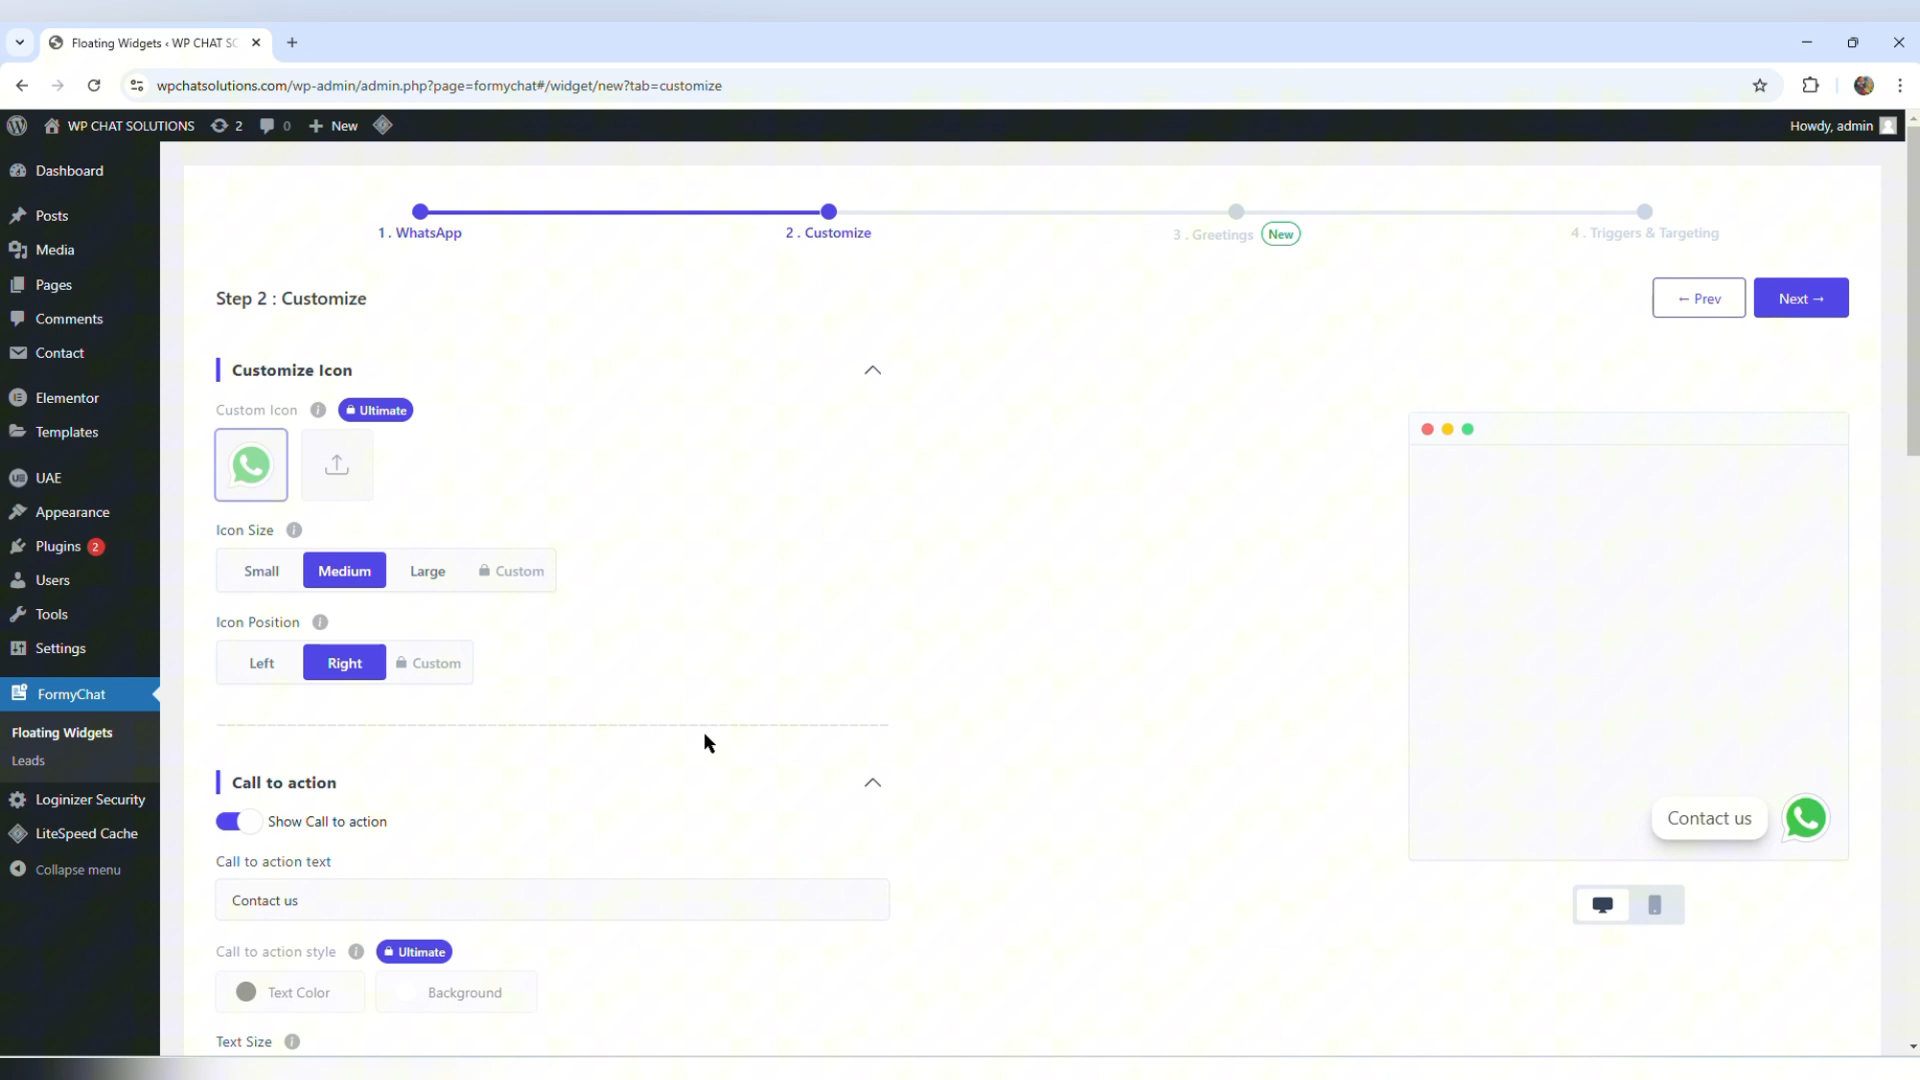 Floating Widgets ‹ WP CHAT SO
wpchatsolutions.com/wp-admin/admin.php?page=formychat#/widget/new?tab=customize
WP CHAT SOLUTIONS
2
0
New
Howdy, admin
Dashboard
Posts
Media
Pages
Comments
Contact
Elementor
Templates
UAE
Appearance
Plugins 2
Users
Tools
Settings
FormyChat
Floating Widgets
Leads
Loginizer Security
LiteSpeed Cache
Collapse menu
1 . WhatsApp
2 . Customize
3 . Greetings New
4 . Triggers & Targeting
Step 2 : Customize
← Prev
Next →
Customize Icon
Custom Icon i Ultimate
Icon Size i
Small Medium Large Custom
Icon Position i
Left Right Custom
Call to action
Show Call to action
Call to action text
Contact us
Call to action style i Ultimate
Text Color Background
Text Size i
Contact us